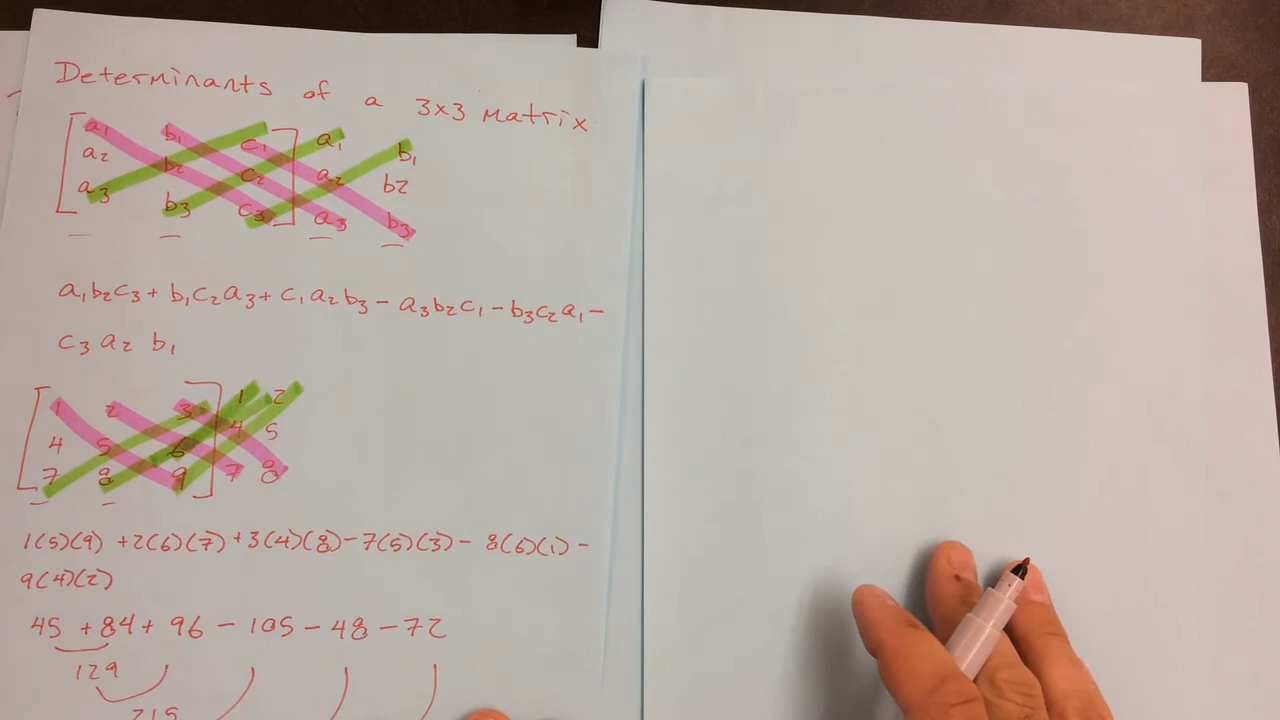 Determinants of a 3x3 Matrix
a1 b1 c1 a1 b1
a2 b2 c2 a2 b2
a3 b3 c3 a3 b3
a1b2c3 + b1c2a3 + c1a2b3 - a3b2c1 - b3c2a1 -
c3 a2 b1
1 2 3 1 2
4 5 6 4 5
7 8 9 7 8
1(5)(9) + 2(6)(7) + 3(4)(8) - 7(5)(3) - 8(6)(1) -
9(4)(2)
45 + 84 + 96 - 105 - 48 - 72
129